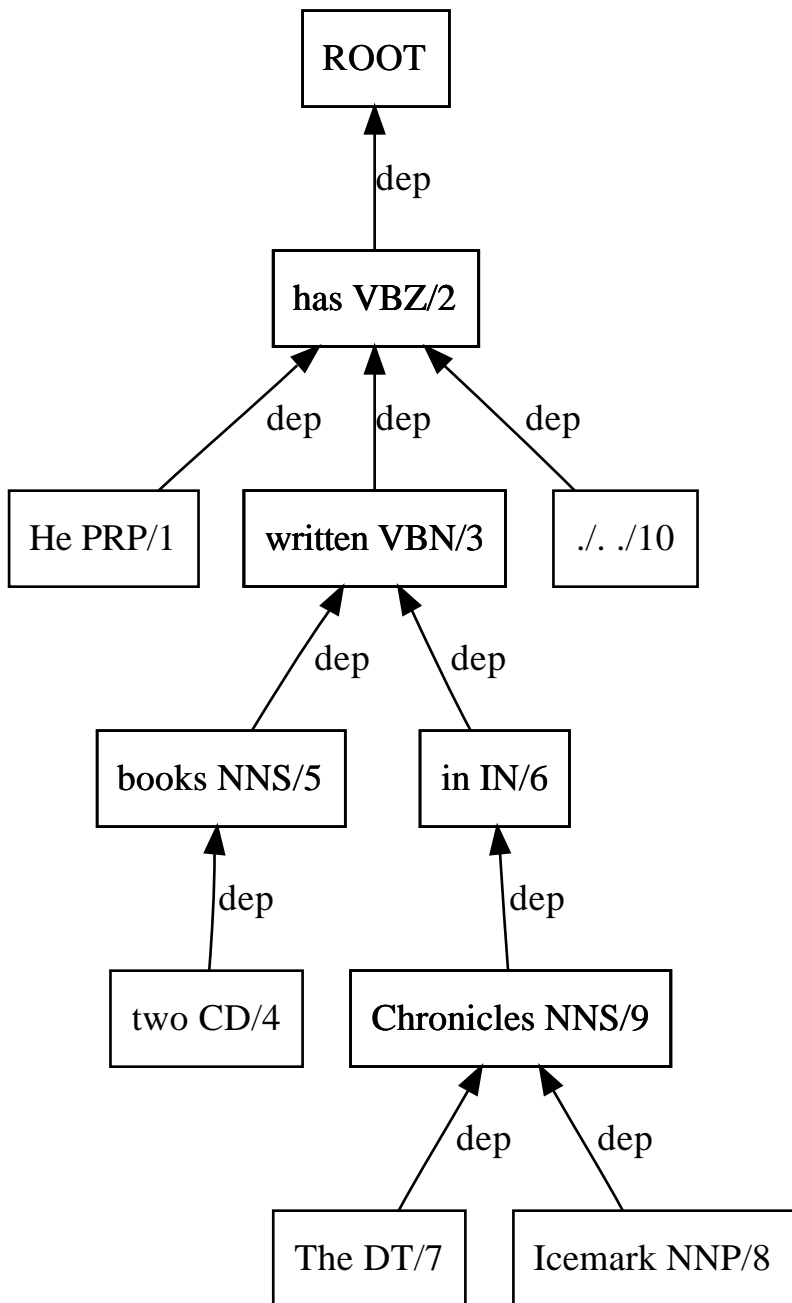 ROOT
dep
has VBZ/2
dep dep dep
He PRP/1 written VBN/3 ./. ./10
dep dep
books NNS/5 in IN/6
dep dep
two CD/4 Chronicles NNS/9
dep dep
The DT/7 Icemark NNP/8